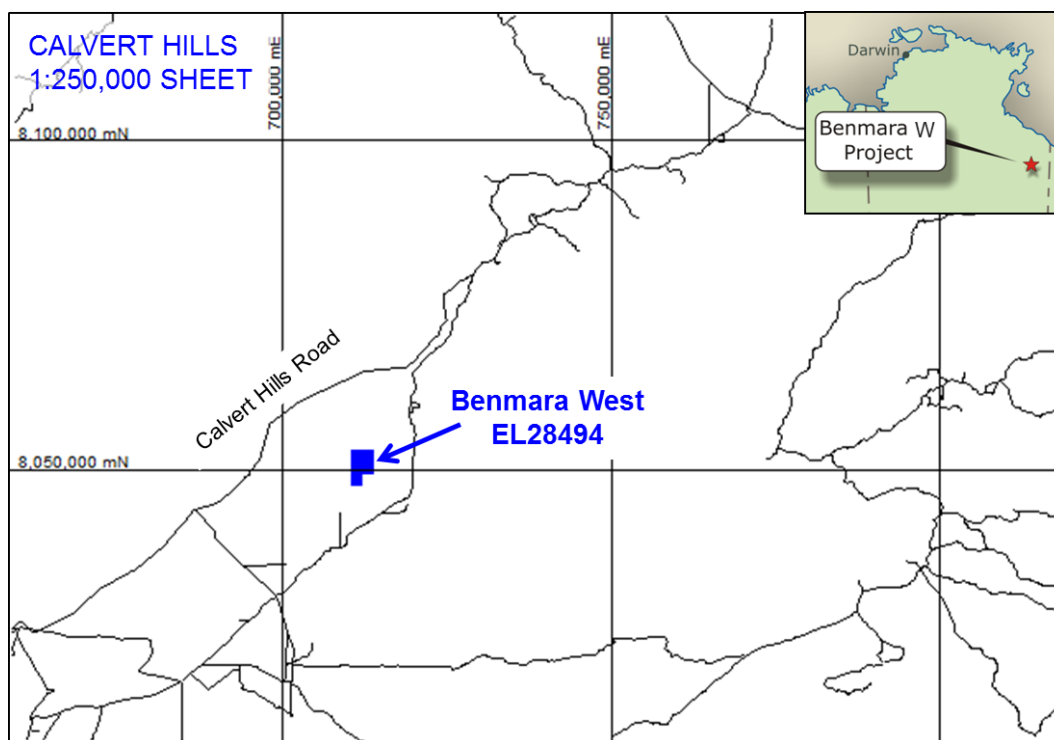 CALVERT HILLS
1:250,000 SHEET
700,000 mE
750,000 mE
Darwin
Benmara W
Project
8,100,000 mN
Calvert Hills Road
Benmara West
EL28494
8,050,000 mN